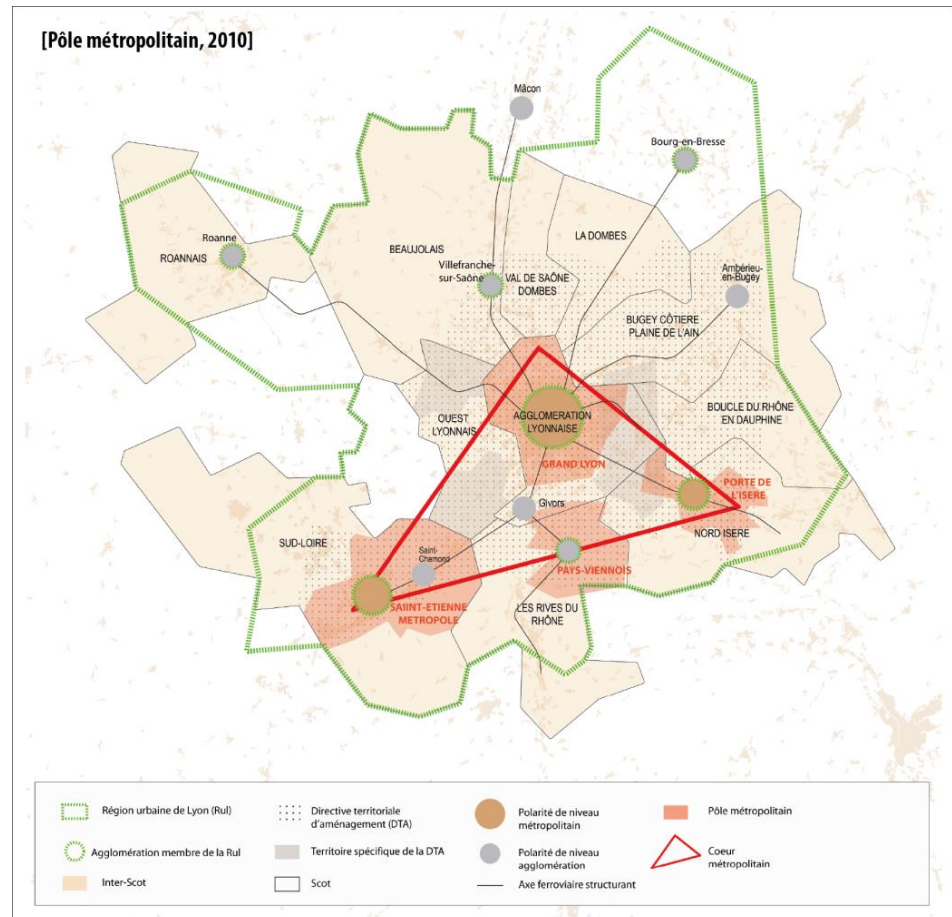 [Pôle métropolitain, 2010]
Mâcon
Bourg-en-Bresse
LA DOMBES
Roanne
ROANNAIS
BEAUJOLAIS
Villefranche-
sur-Saône
VAL DE SAÔNE
DOMBES
Ambérieu-
en-Bugey
BUGEY CÔTIERE
PLAINE DE L'AIN
OUEST
LYONNAIS
AGGLOMERATION
LYONNAISE
BOUCLE DU RHÔNE
EN DAUPHINE
GRAND LYON
PORTE DE
L'ISERE
Givors
NORD ISERE
SUD-LOIRE
Saint-
Chamond
PAYS-VIENNOIS
SAIINT-ETIENNE
METROPOLE
LES RIVES DU
RHÔNE
Région urbaine de Lyon (Rul)
Agglomération membre de la Rul
Inter-Scot
Directive territoriale
d'aménagement (DTA)
Territoire spécifique de la DTA
Scot
Polarité de niveau
métropolitain
Polarité de niveau
agglomération
Axe ferroviaire structurant
Pôle métropolitain
Coeur
métropolitain